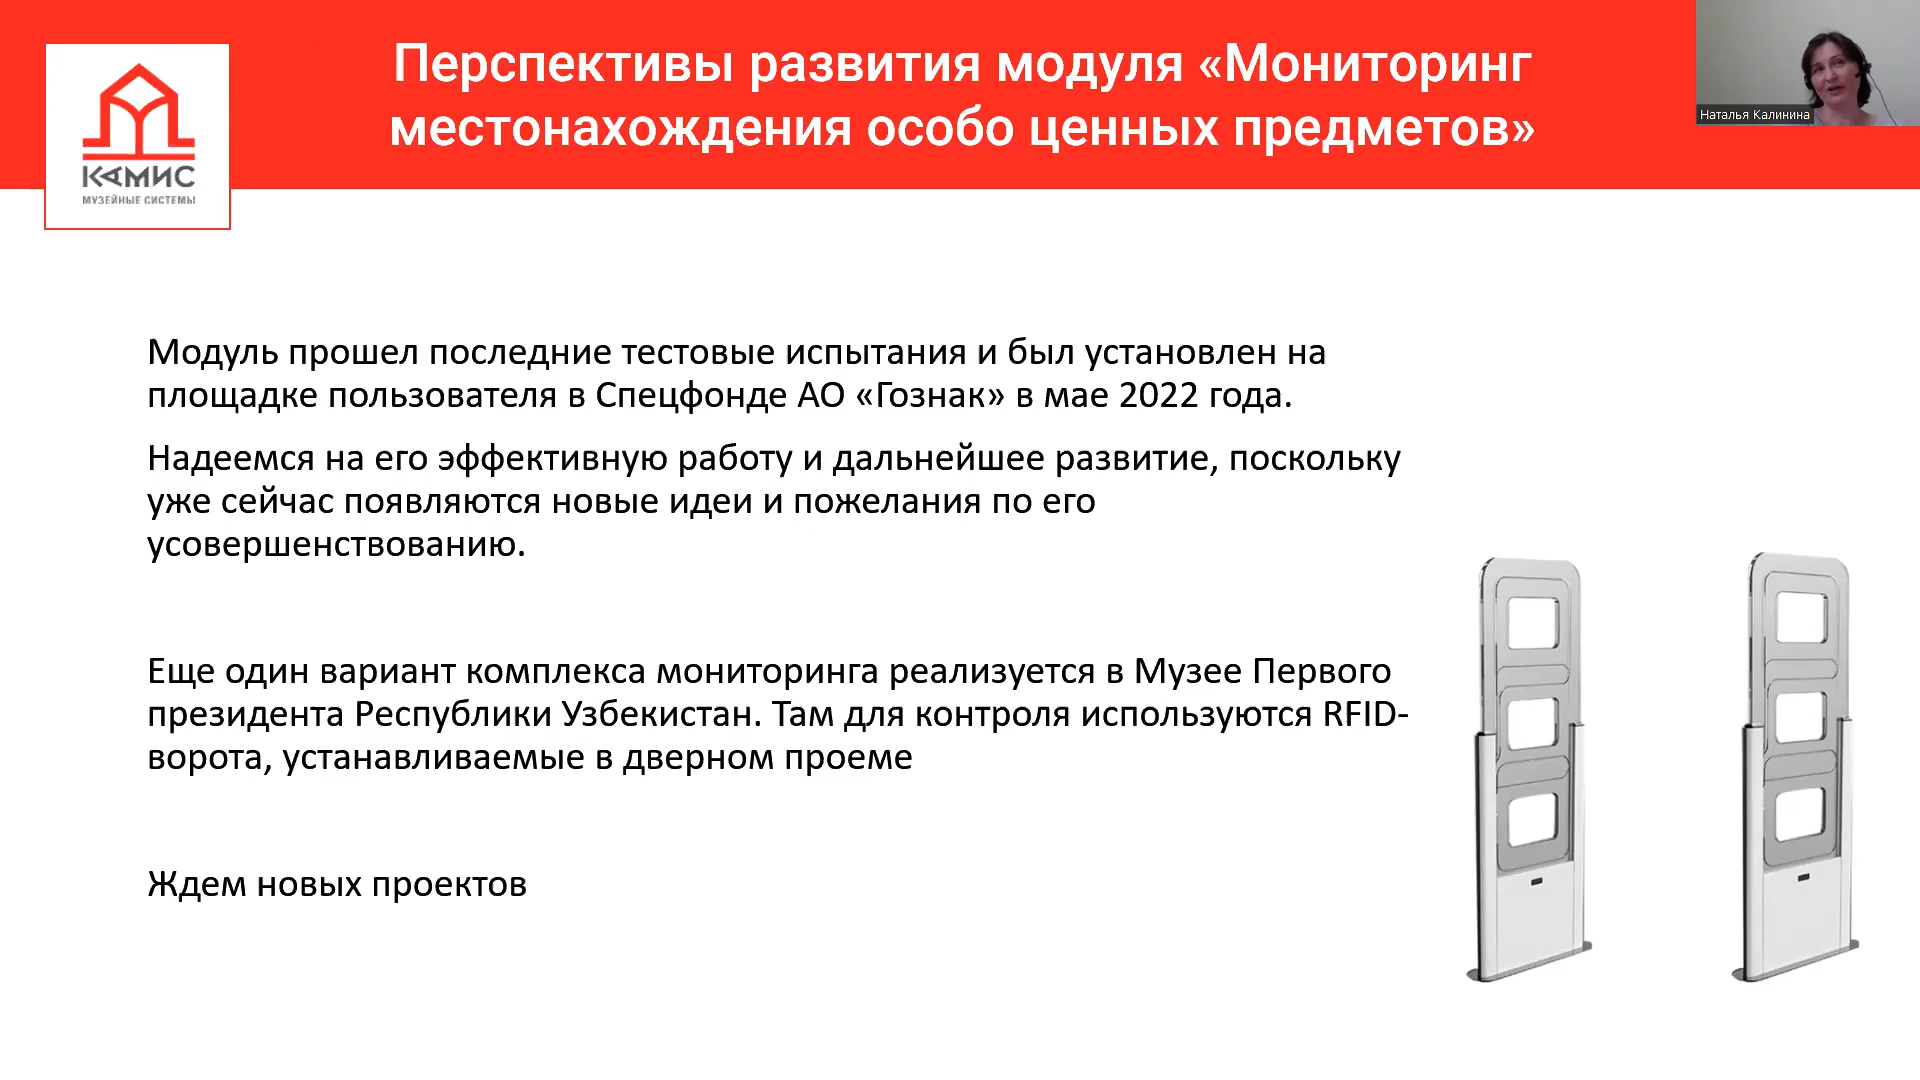 Перспективы развития модуля «Мониторинг
местонахождения особо ценных предметов»
Наталья Калинина
КАМИС
МУЗЕЙНЫЕ СИСТЕМЫ
Модуль прошел последние тестовые испытания и был установлен на
площадке пользователя в Спецфонде АО «Гознак» в мае 2022 года.
Надеемся на его эффективную работу и дальнейшее развитие, поскольку
уже сейчас появляются новые идеи и пожелания по его
усовершенствованию.
Еще один вариант комплекса мониторинга реализуется в Музее Первого
президента Республики Узбекистан. Там для контроля используются RFID-
ворота, устанавливаемые в дверном проеме
Ждем новых проектов